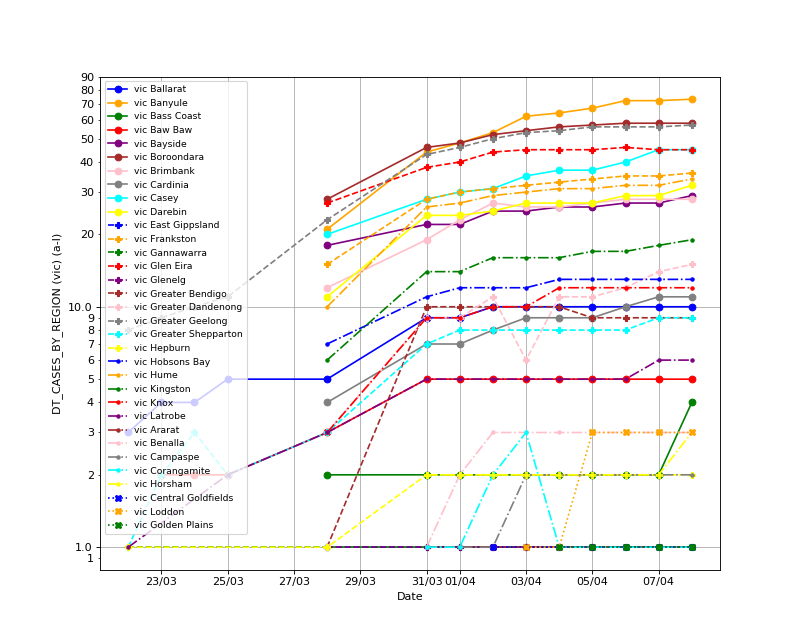 90
80
70
60
50
40
30
20
10.0
9
8
7
6
5
4
3
2
1.0
1
DT_CASES_BY_REGION (vic) (a-l)
vic Ballarat
vic Banyule
vic Bass Coast
vic Baw Baw
vic Bayside
vic Boroondara
vic Brimbank
vic Cardinia
vic Casey
vic Darebin
vic East Gippsland
vic Frankston
vic Gannawarra
vic Glen Eira
vic Glenelg
vic Greater Bendigo
vic Greater Dandenong
vic Greater Geelong
vic Greater Shepparton
vic Hepburn
vic Hobsons Bay
vic Hume
vic Kingston
vic Knox
vic Latrobe
vic Ararat
vic Benalla
vic Campaspe
vic Corangamite
vic Horsham
vic Central Goldfields
vic Loddon
vic Golden Plains
23/03 25/03 27/03 29/03 31/03 01/04 03/04 05/04 07/04
Date